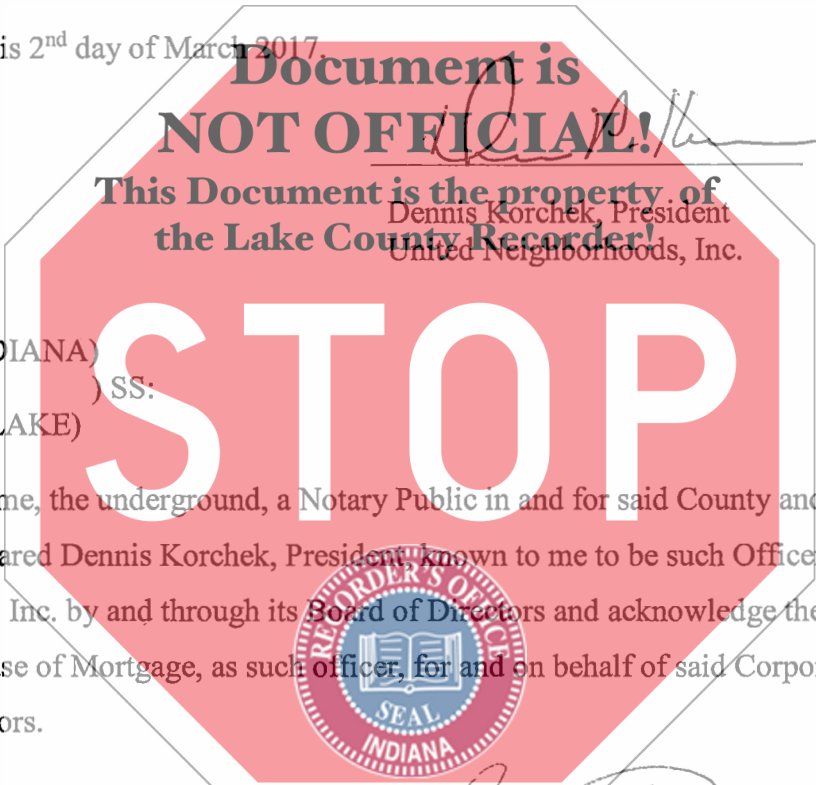 is 2nd day of March 2017.
Document is
NOT OFFICIAL!
This Document is the property of
the Lake County Recorder!
Dennis Korchek, President
United Neighborhoods, Inc.
DIANA)
) SS:
LAKE)
STOP
me, the underground, a Notary Public in and for said County and
ared Dennis Korchek, President, known to me to be such Officer
Inc. by and through its Board of Directors and acknowledge the
se of Mortgage, as such officer, for and on behalf of said Corpo
ors.
RECORDER'S OFFICE
SEAL
INDIANA